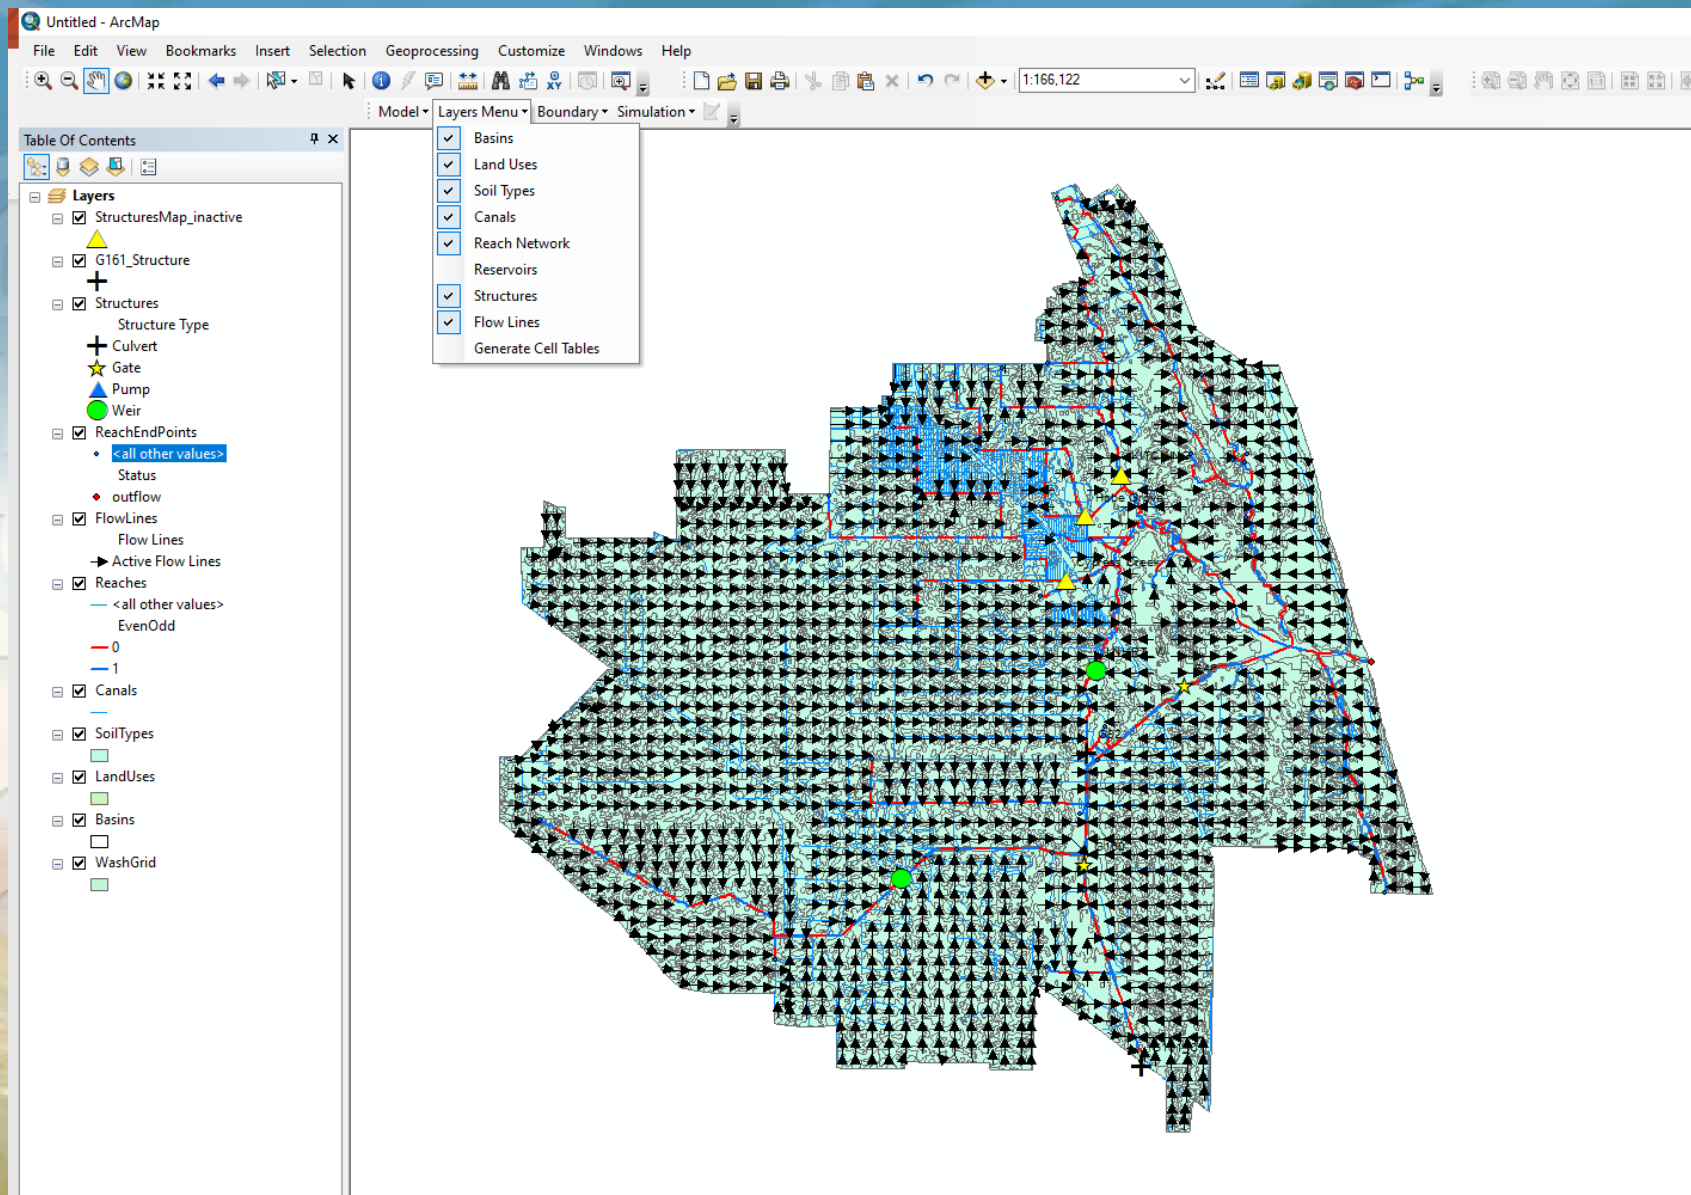 Untitled - ArcMap
File Edit View Bookmarks Insert Selection Geoprocessing Customize Windows Help
1:166,122
Model Layers Menu Boundary Simulation
Basins
Land Uses
Soil Types
Canals
Reach Network
Reservoirs
Structures
Flow Lines
Generate Cell Tables
Table Of Contents
Layers
StructuresMap_inactive
G161_Structure
Structures
Structure Type
Culvert
Gate
Pump
Weir
ReachEndPoints
<all other values>
Status
outflow
FlowLines
Flow Lines
Active Flow Lines
Reaches
<all other values>
EvenOdd
0
1
Canals
SoilTypes
LandUses
Basins
WashGrid